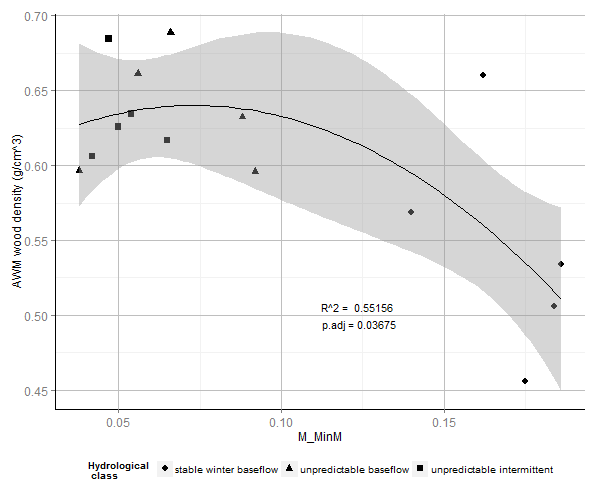 0.70
0.65
0.60
0.55
0.50
0.45
AWM wood density (g/cm^3)
R^2 = 0.55156
p.adj = 0.03675
0.05 0.10 0.15
M_MinM
Hydrological
class
stable winter baseflow unpredictable baseflow unpredictable intermittent